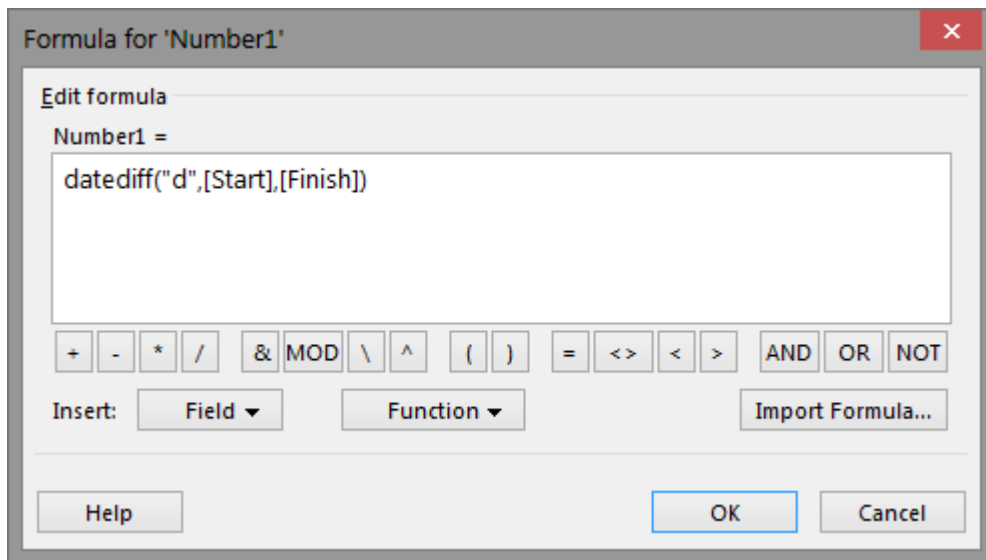 Formula for 'Number1'
Edit formula
Number1 =
datediff("d",[Start],[Finish])
+ - * / & MOD \ ^ ( ) = <> < > AND OR NOT
Insert: Field Function Import Formula...
Help OK Cancel